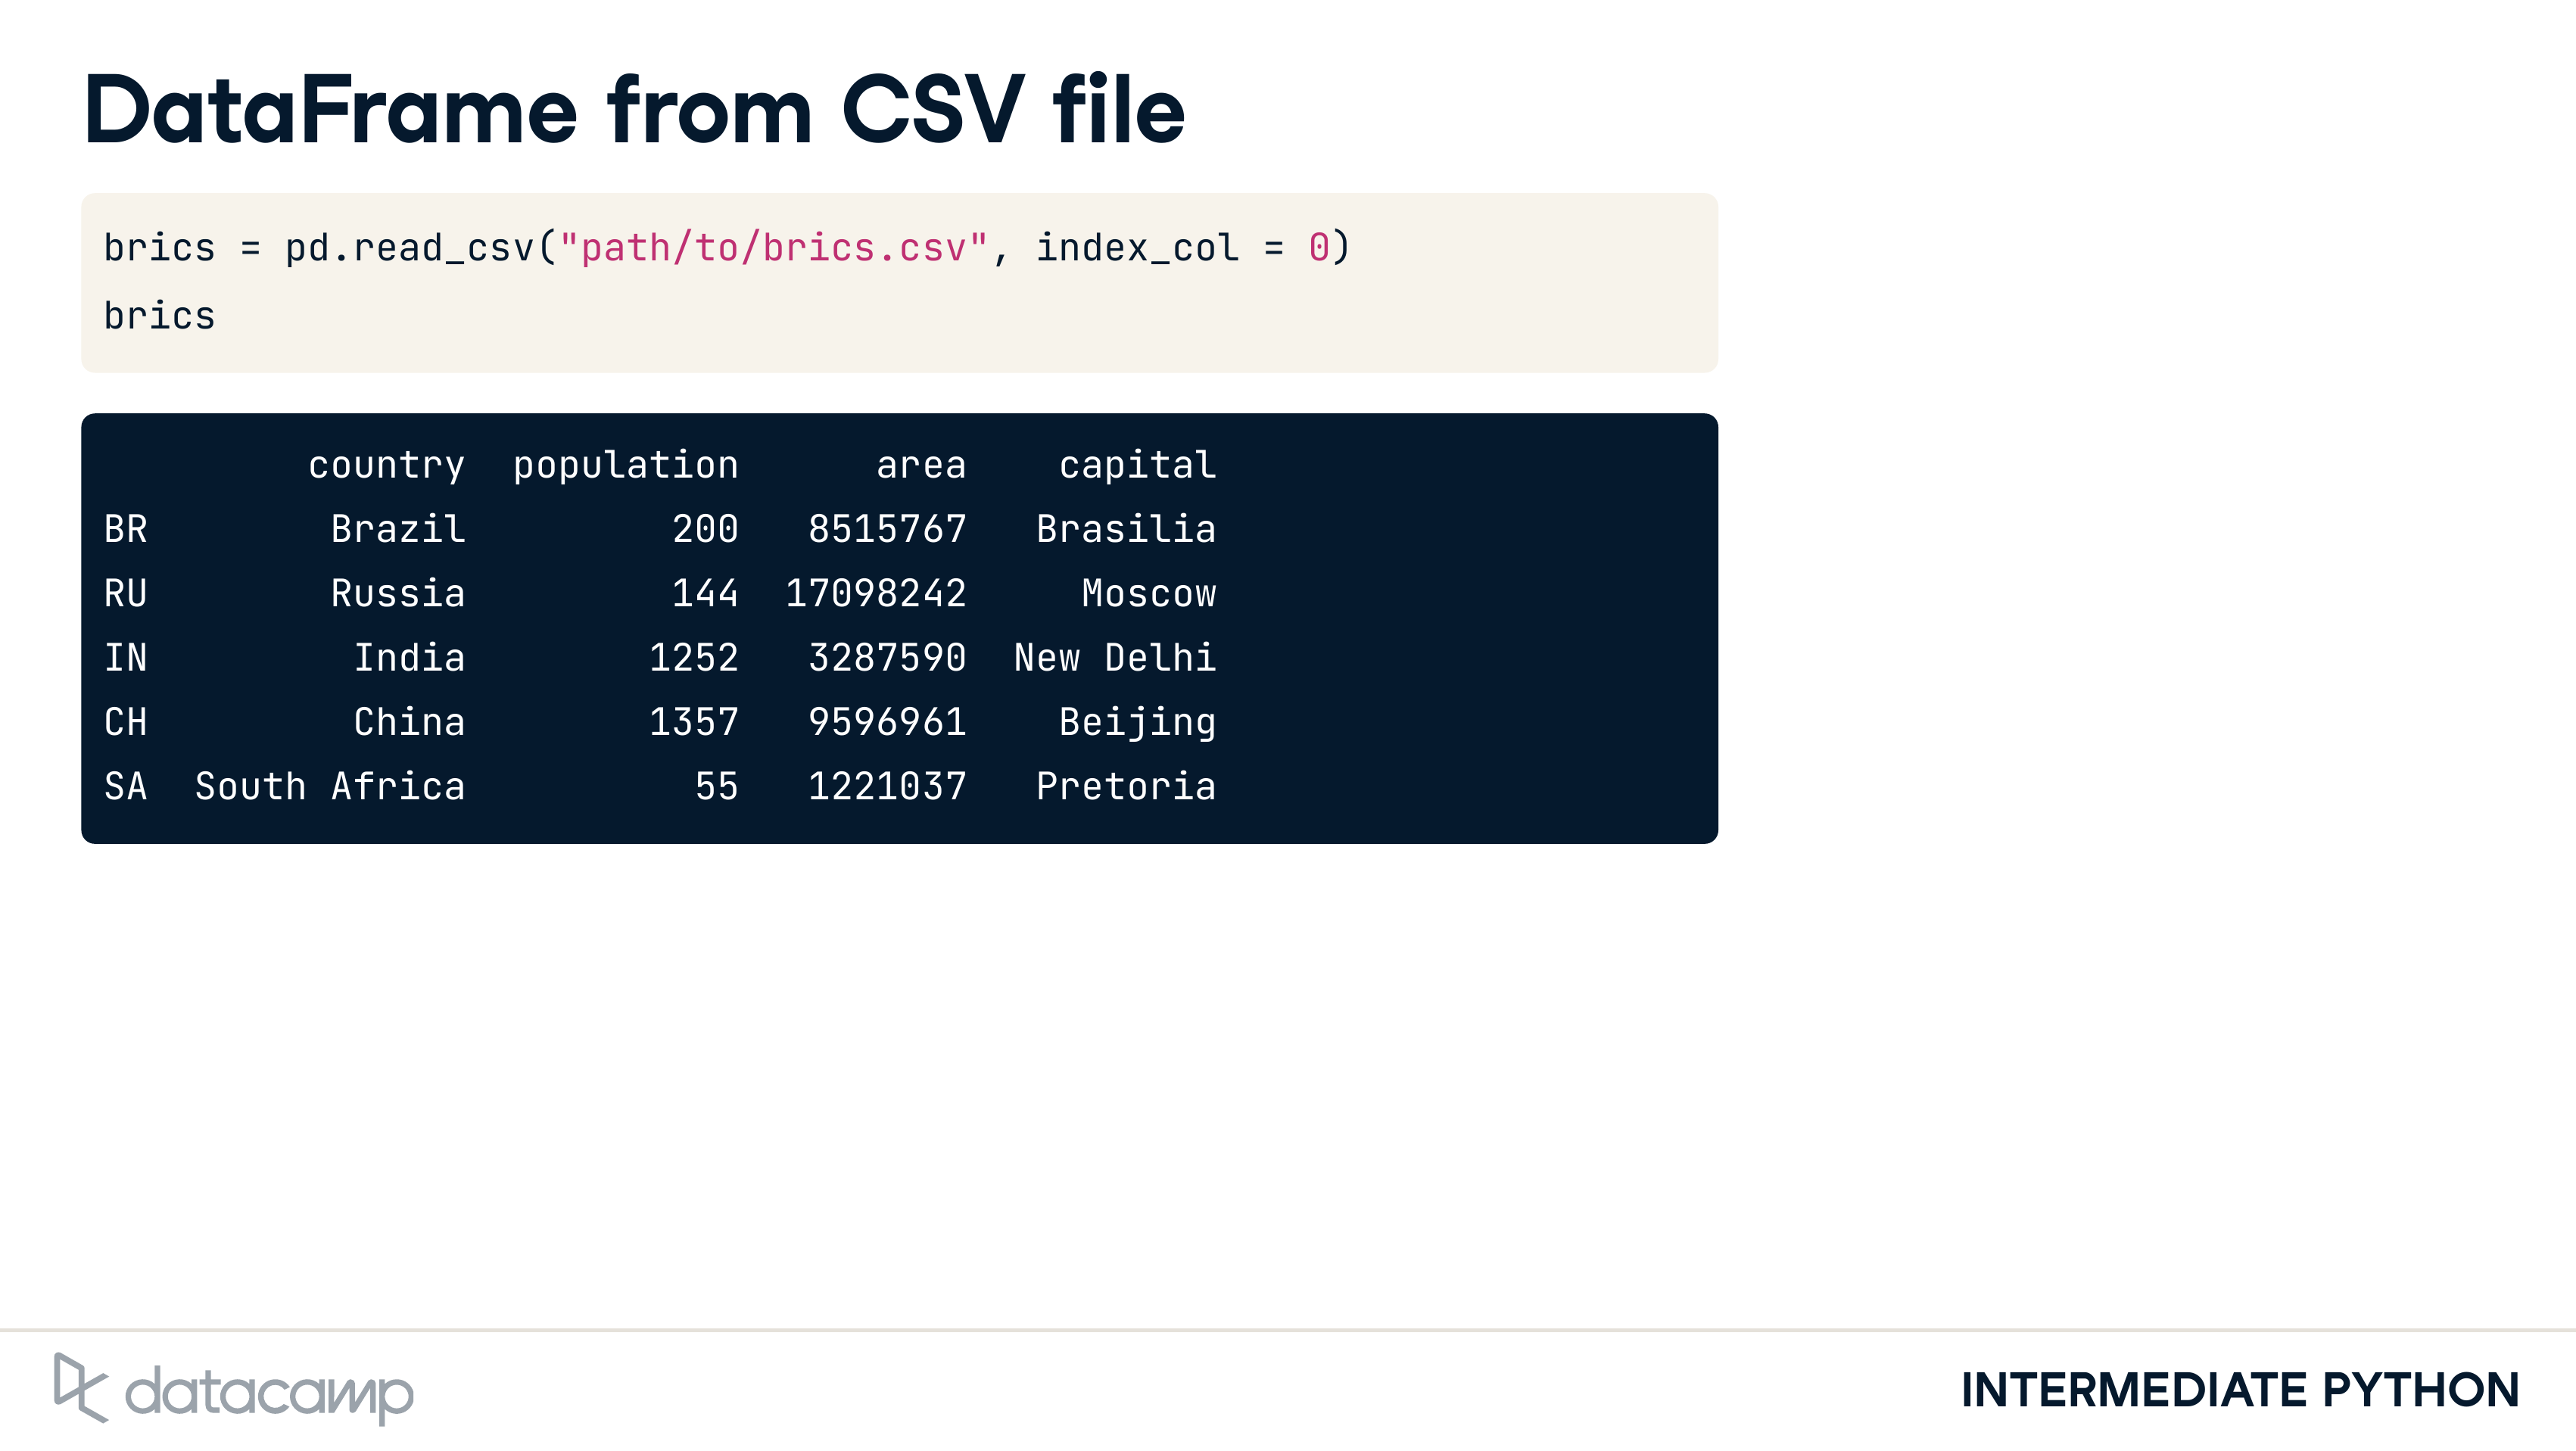 DataFrame from CSV file
brics = pd.read_csv("path/to/brics.csv", index_col = 0)
brics
country population area capital
BR Brazil 200 8515767 Brasilia
RU Russia 144 17098242 Moscow
IN India 1252 3287590 New Delhi
CH China 1357 9596961 Beijing
SA South Africa 55 1221037 Pretoria
datacamp
INTERMEDIATE PYTHON